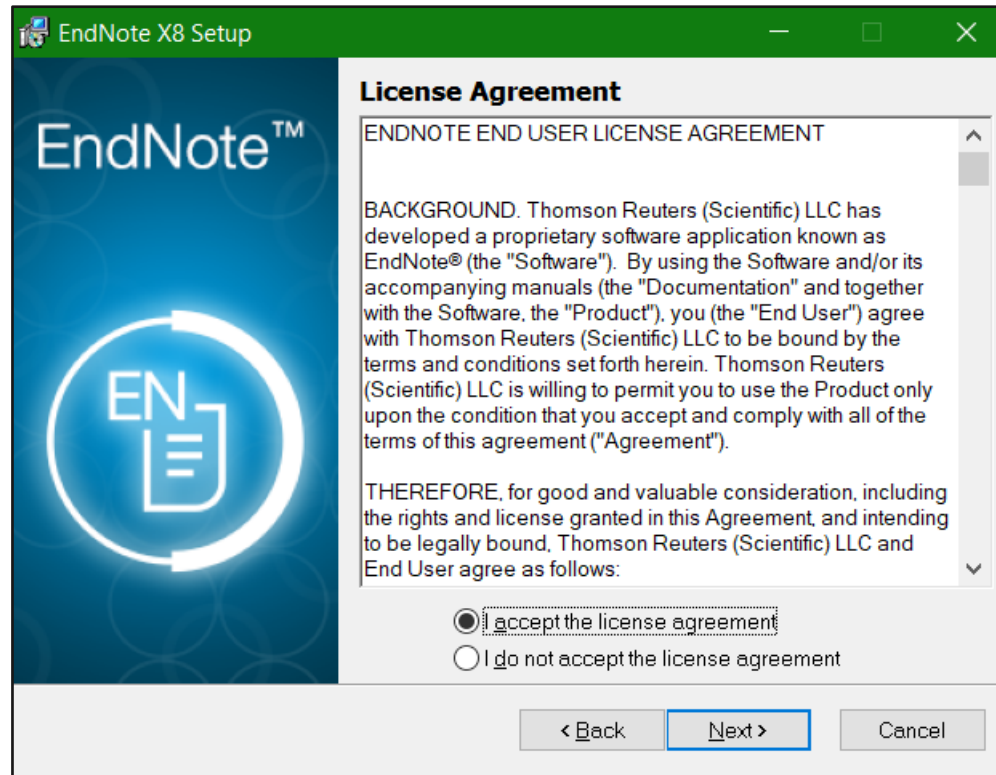 EndNote X8 Setup
EndNote™
EN
License Agreement
ENDNOTE END USER LICENSE AGREEMENT
BACKGROUND. Thomson Reuters (Scientific) LLC has
developed a proprietary software application known as
EndNote® (the "Software").  By using the Software and/or its
accompanying manuals (the "Documentation" and together
with the Software, the "Product"), you (the "End User") agree
with Thomson Reuters (Scientific) LLC to be bound by the
terms and conditions set forth herein. Thomson Reuters
(Scientific) LLC is willing to permit you to use the Product only
upon the condition that you accept and comply with all of the
terms of this agreement ("Agreement").
THEREFORE, for good and valuable consideration, including
the rights and license granted in this Agreement, and intending
to be legally bound, Thomson Reuters (Scientific) LLC and
End User agree as follows:
I accept the license agreement
I do not accept the license agreement
< Back
Next >
Cancel